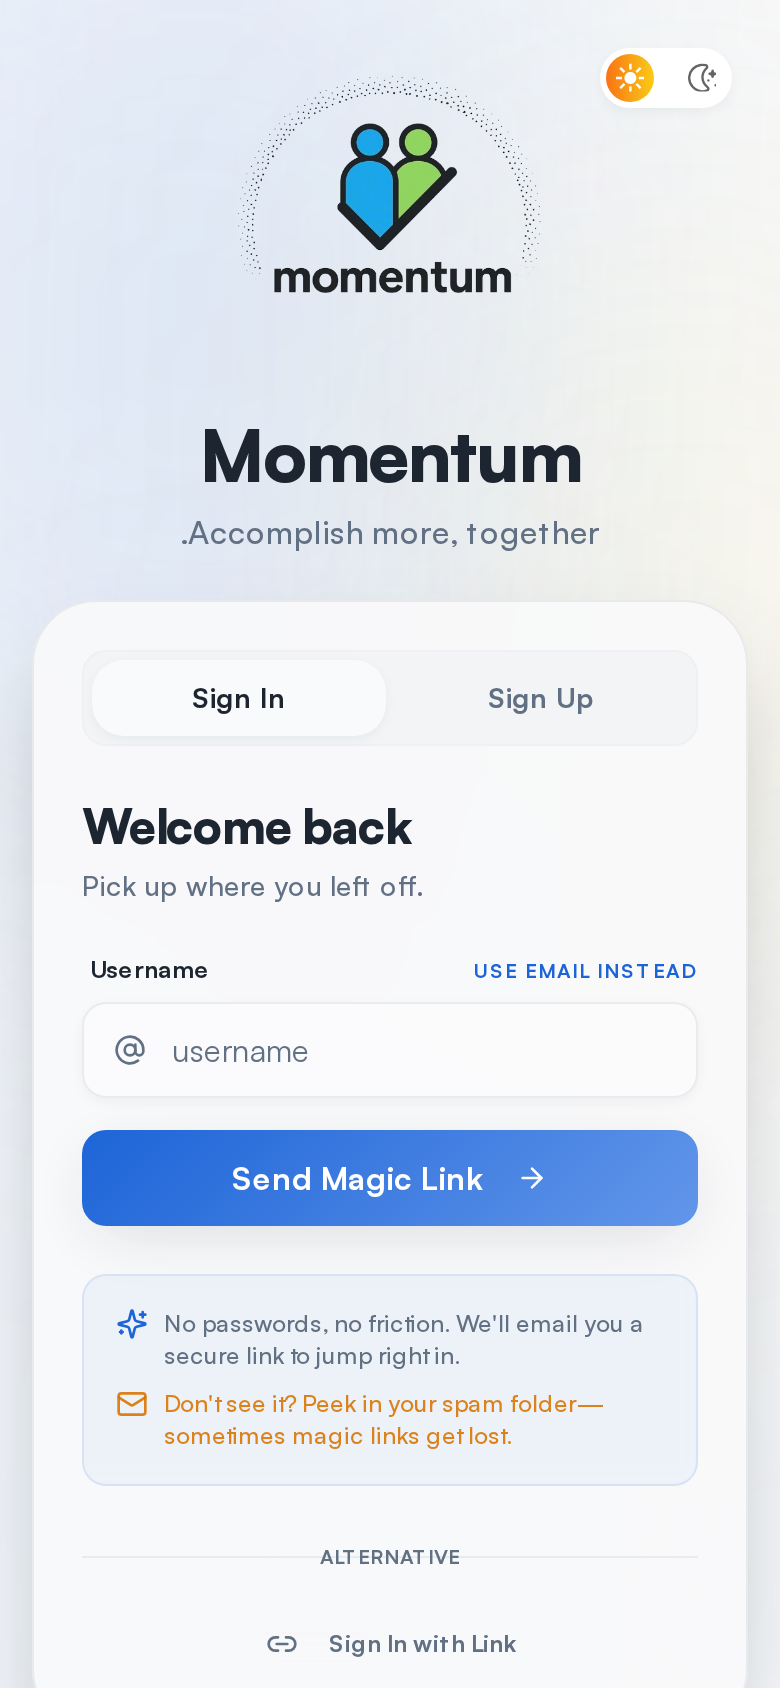 momentum
Momentum
.Accomplish more, together
Sign In
Sign Up
Welcome back
Pick up where you left off.
Username
USE EMAIL INSTEAD
username
Send Magic Link
No passwords, no friction. We'll email you a
secure link to jump right in.
Don't see it? Peek in your spam folder—
sometimes magic links get lost.
ALTERNATIVE
Sign In with Link